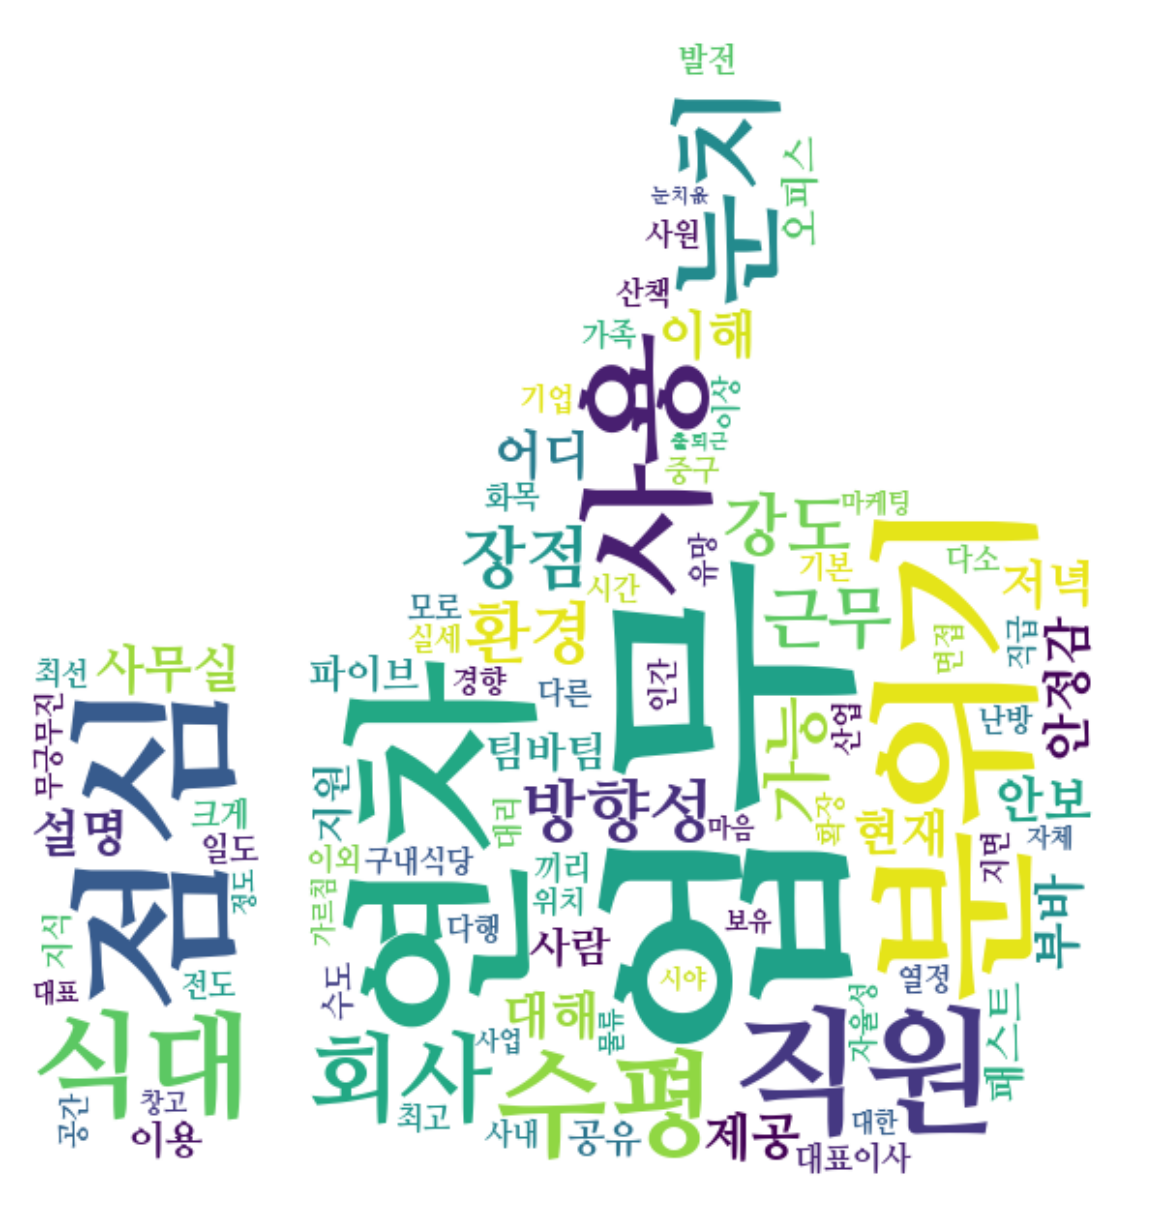 발전
눈치
오피스
눈치읎
사원
산책
가족
이해
사용
기업
이상
출퇴근
어디
중구
화목
강도
마케팅
장점
유망
기본
분위기
다소
저녁
시간
업무
근무
모로
환경
실세
인간
면접
직급
안정감
최선
사무실
파이브
경향
다른
가능
산업
난방
무궁무진
점심
연차
팀바팀
지원
방향성
마음
화장
현재
안보
설명
크게
대리
자체
일도
이외
구내식당
끼리
지면
정도
가르침
위치
부바
지식
다행
사람
보유
대표
전도
수도
시야
열정
식대
대해
물류
자율성
패스트
회사
사업
수평
직원
공간
창고
최고
이용
사내
공유
제공
대한
대표이사